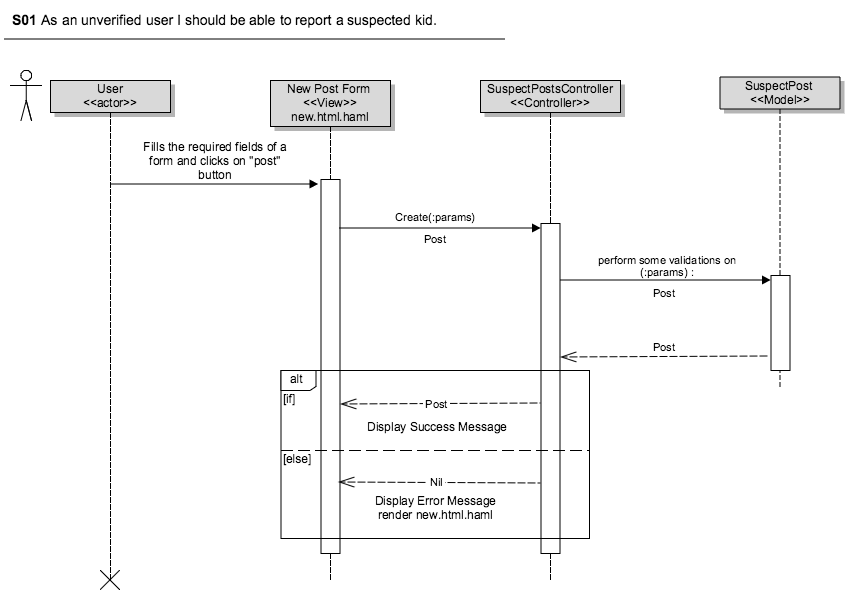 S01 As an unverified user I should be able to report a suspected kid.
User
<<actor>>
New Post Form
<<View>>
new.html.haml
SuspectPostsController
<<Controller>>
SuspectPost
<<Model>>
Fills the required fields of a
form and clicks on "post"
button
Create(:params)
Post
perform some validations on
(:params) :
Post
Post
alt
[if]
Post
Display Success Message
[else]
Nil
Display Error Message
render new.html.haml